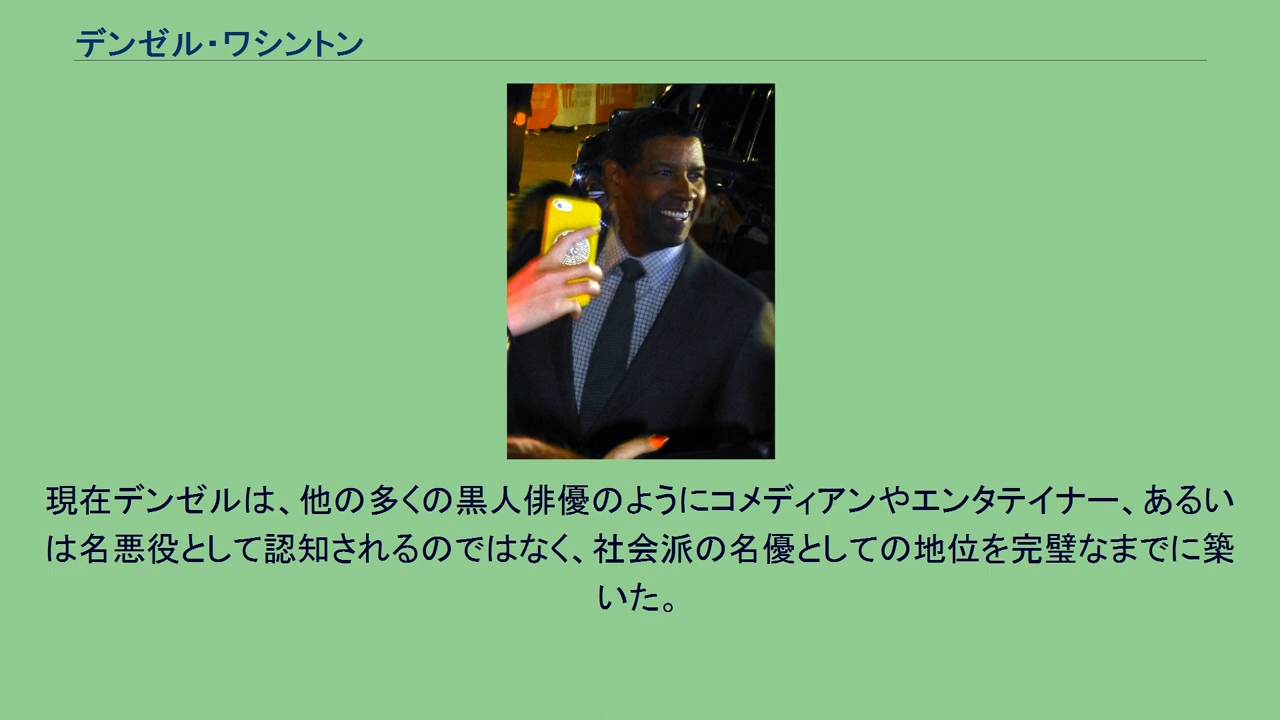 デンゼル・ワシントン
現在デンゼルは、他の多くの黒人俳優のようにコメディアンやエンタテイナー、あるい
は名悪役として認知されるのではなく、社会派の名優としての地位を完璧なまでに築
いた。